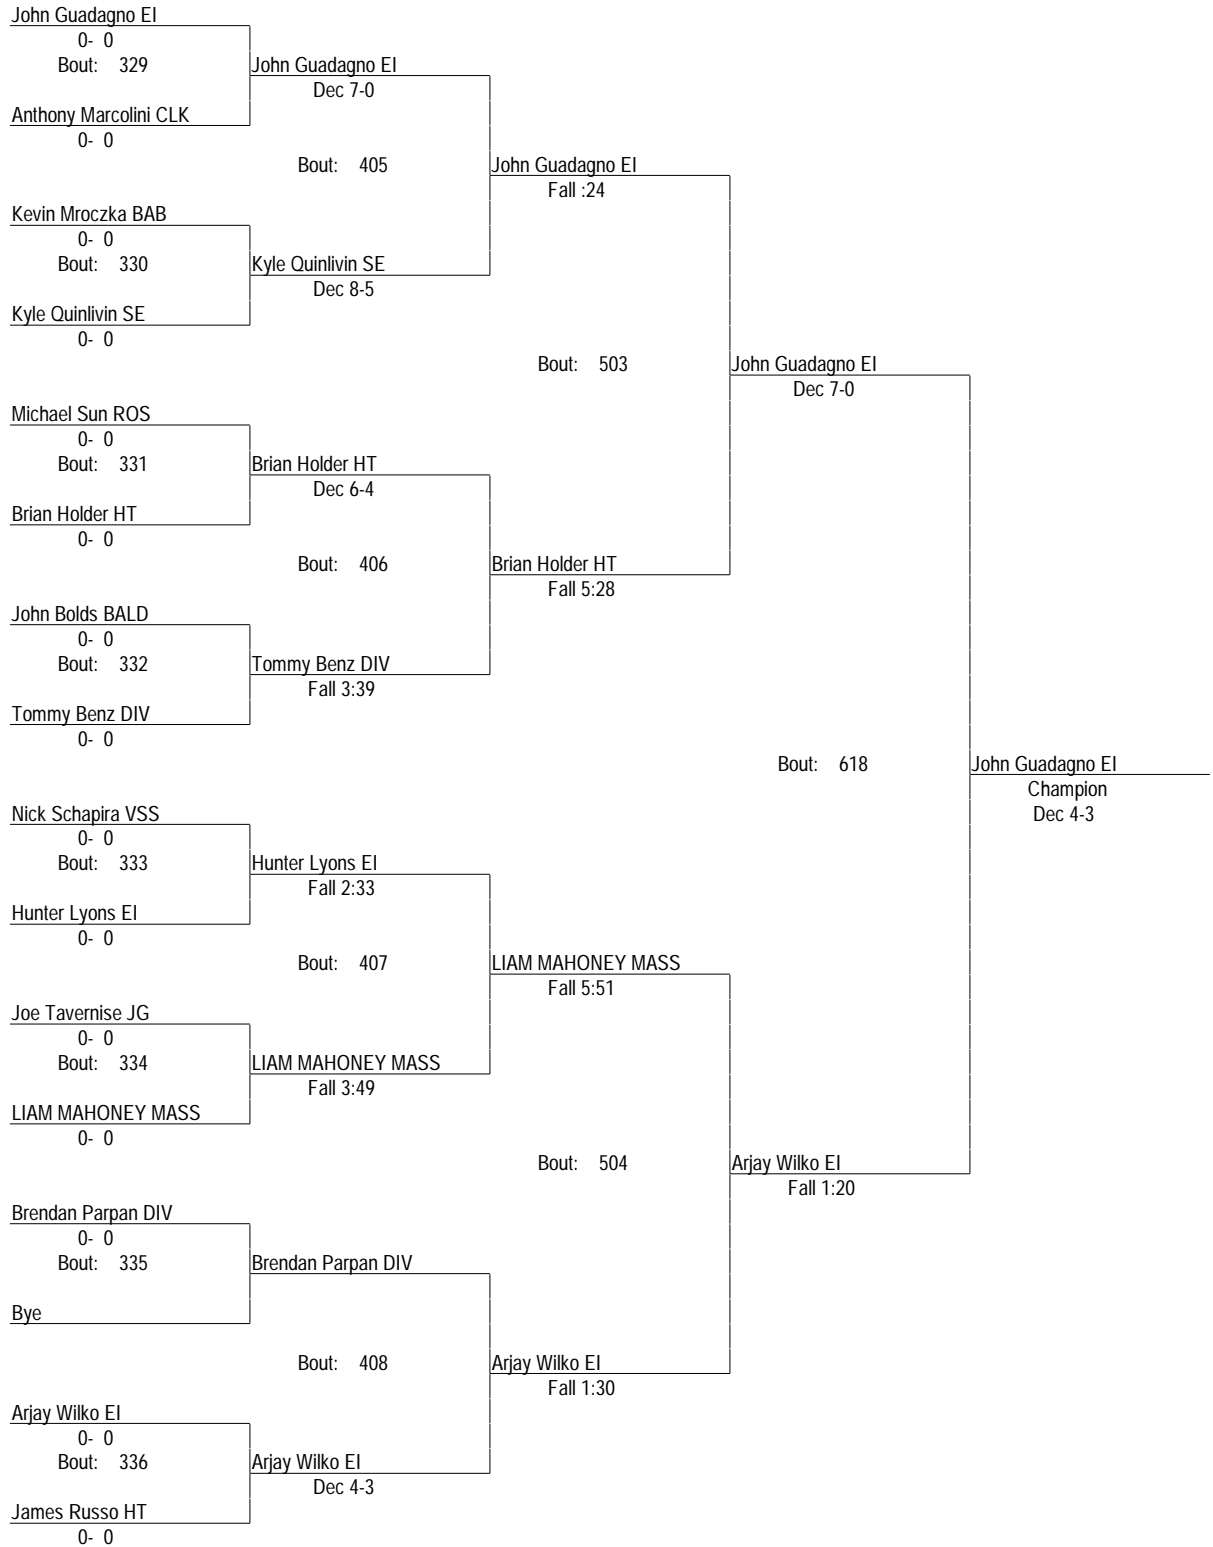 John Guadagno EI
0- 0
Bout: 329
John Guadagno EI
Dec 7-0
Anthony Marcolini CLK
0- 0
Bout: 405
John Guadagno EI
Fall :24
Kevin Mroczka BAB
0- 0
Bout: 330
Kyle Quinlivin SE
Dec 8-5
Kyle Quinlivin SE
0- 0
Bout: 503
John Guadagno EI
Dec 7-0
Michael Sun ROS
0- 0
Bout: 331
Brian Holder HT
Dec 6-4
Brian Holder HT
0- 0
Bout: 406
Brian Holder HT
Fall 5:28
John Bolds BALD
0- 0
Bout: 332
Tommy Benz DIV
Fall 3:39
Tommy Benz DIV
0- 0
Bout: 618
John Guadagno EI
Champion
Dec 4-3
Nick Schapira VSS
0- 0
Bout: 333
Hunter Lyons EI
Fall 2:33
Hunter Lyons EI
0- 0
Bout: 407
LIAM MAHONEY MASS
Fall 5:51
Joe Tavernise JG
0- 0
Bout: 334
LIAM MAHONEY MASS
Fall 3:49
LIAM MAHONEY MASS
0- 0
Bout: 504
Arjay Wilko EI
Fall 1:20
Brendan Parpan DIV
0- 0
Bout: 335
Brendan Parpan DIV
Bye
Bout: 408
Arjay Wilko EI
Fall 1:30
Arjay Wilko EI
0- 0
Bout: 336
Arjay Wilko EI
Dec 4-3
James Russo HT
0- 0